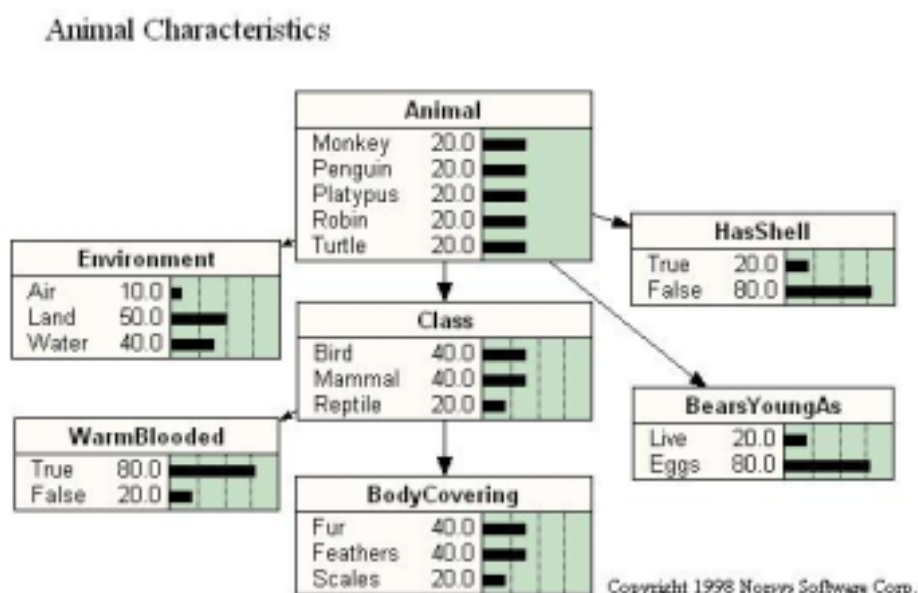 Animal Characteristics
Animal
Monkey 20.0
Penguin 20.0
Platypus 20.0
Robin 20.0
Turtle 20.0
Environment
Air 10.0
Land 50.0
Water 40.0
HasShell
True 20.0
False 80.0
Class
Bird 40.0
Mammal 40.0
Reptile 20.0
WarmBlooded
True 80.0
False 20.0
BearsYoungAs
Live 20.0
Eggs 80.0
BodyCovering
Fur 40.0
Feathers 40.0
Scales 20.0
Copyright 1998 Norsys Software Corp.